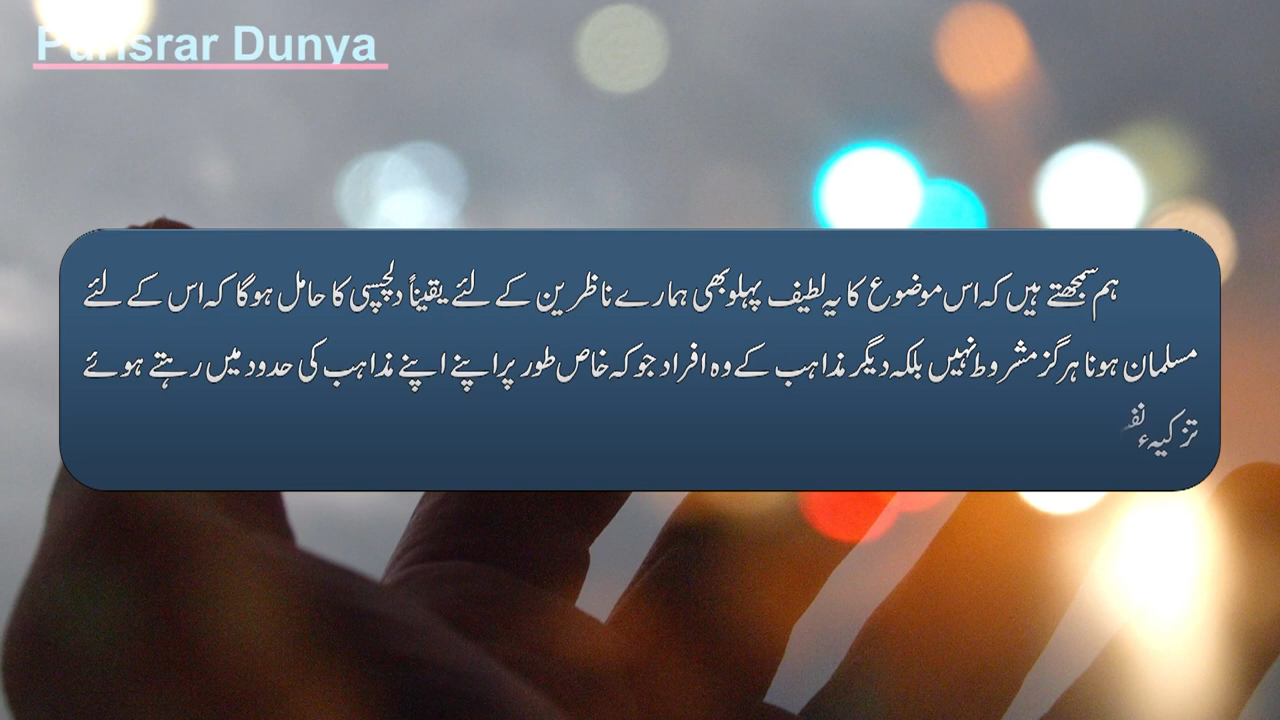 Purisrar Dunya
ہم سمجھتے ہیں کہ اس موضوع کا یہ لطیف پہلو بھی ہمارے ناظرین کے لئے یقیناً دلچسپی کا حامل ہوگا کہ اس کے لئے
مسلمان ہونا ہرگز مشروط نہیں بلکہ دیگر مذاہب کے وہ افراد جو کہ خاص طور پر اپنے اپنے مذاہب کی حدود میں رہتے ہوئے
تزکیہء